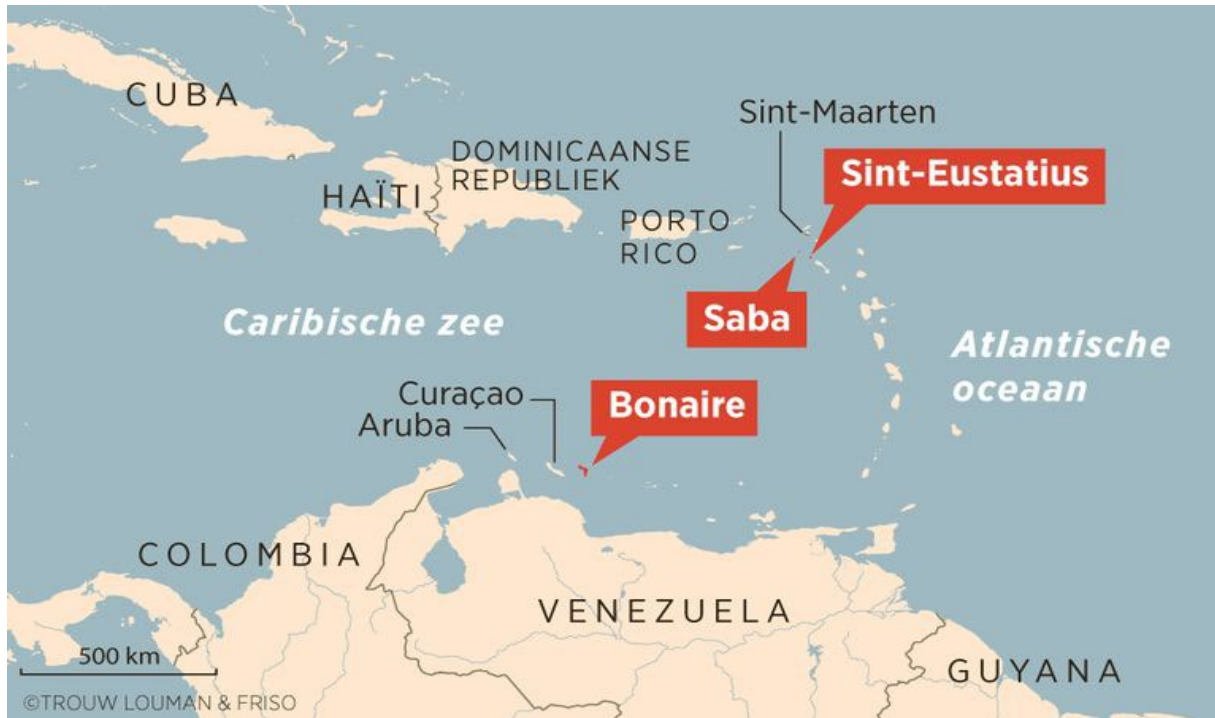 CUBA
Sint-Maarten
DOMINICAANSE
REPUBLIEK
Sint-Eustatius
HAÏTI
PORTO
RICO
Saba
Caribische zee
Atlantische
oceaan
Curaçao
Bonaire
Aruba
COLOMBIA
VENEZUELA
500 km
GUYANA
©TROUW LOUMAN & FRISO